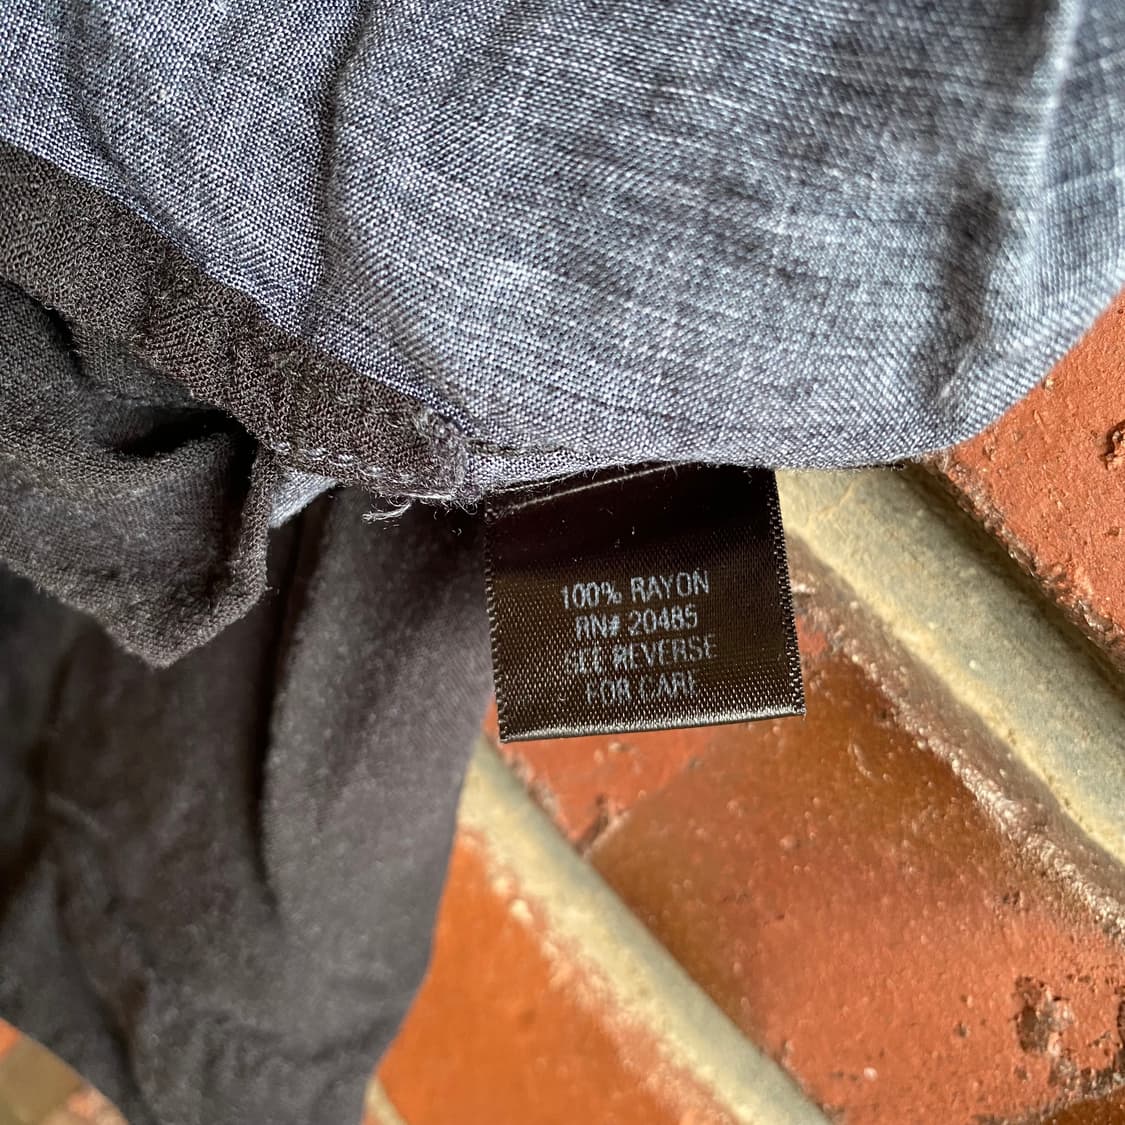 100% RAYON
RN# 20485
SEE REVERSE
FOR CARE